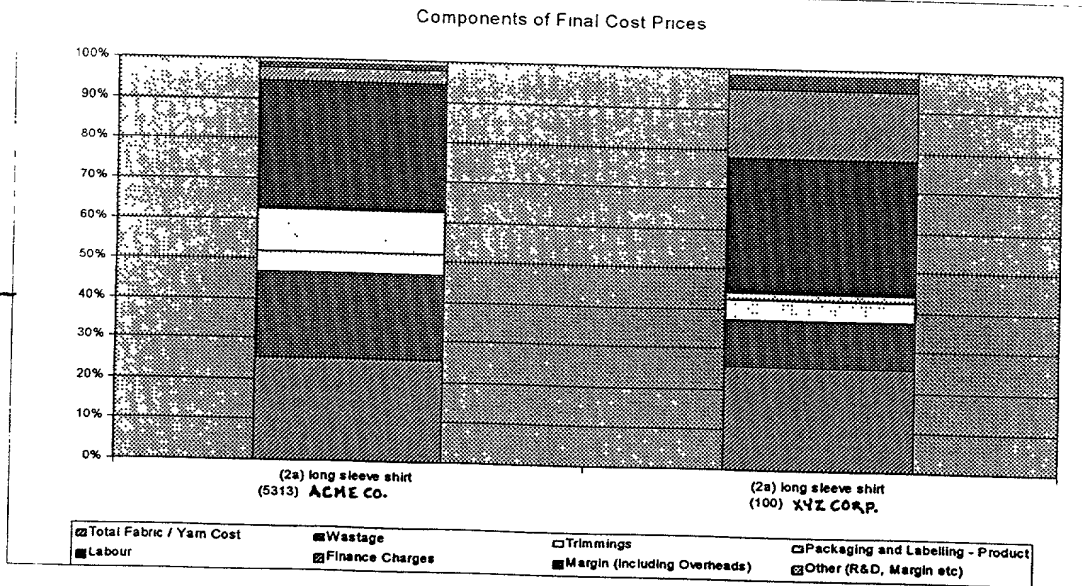 Components of Final Cost Prices
100%
90%
80%
70%
60%
50%
40%
30%
20%
10%
0%
(2a) long sleeve shirt
(5313) ACME CO.
(2a) long sleeve shirt
(100) XYZ CORP.
Total Fabric / Yarn Cost
Wastage
Trimmings
Packaging and Labelling - Product
Labour
Finance Charges
Margin (Including Overheads)
Other (R&D, Margin etc)